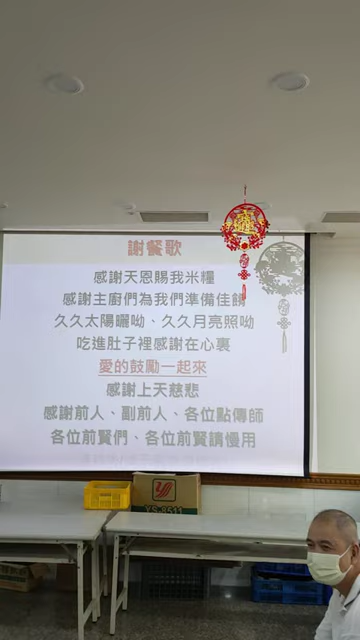 謝餐歌
感謝天恩賜我米糧
感謝主廚們為我們準備佳餚
久久太陽曬呦、久久月亮照呦
吃進肚子裡感謝在心裏
愛的鼓勵一起來
感謝上天慈悲
感謝前人、副前人、各位點傳師
各位前賢們、各位前賢請慢用
YS-8511